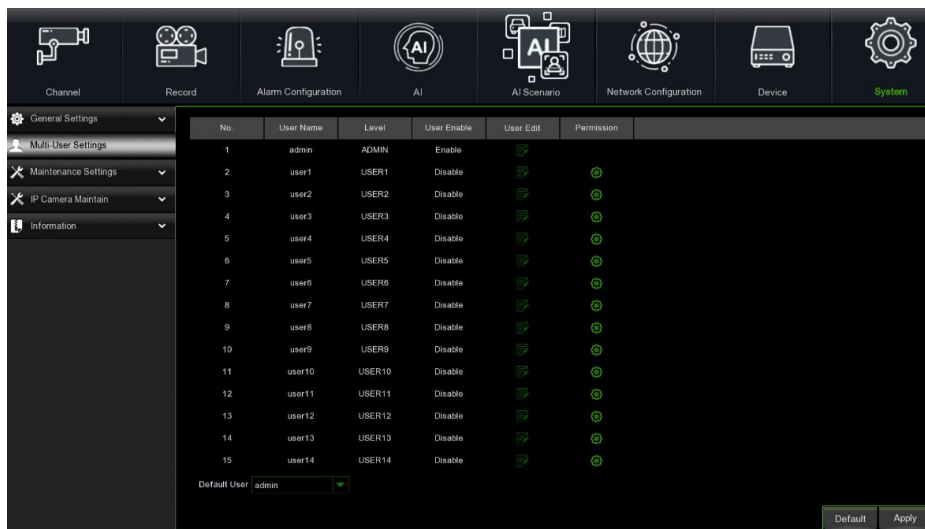 AI
AI
Channel Record Alarm Configuration AI AI Scenario Network Configuration Device System
General Settings
Multi-User Settings
Maintenance Settings
IP Camera Maintain
Information
No. User Name Level User Enable User Edit Permission
1 admin ADMIN Enable
2 user1 USER1 Disable
3 user2 USER2 Disable
4 user3 USER3 Disable
5 user4 USER4 Disable
6 user5 USER5 Disable
7 user6 USER6 Disable
8 user7 USER7 Disable
9 user8 USER8 Disable
10 user9 USER9 Disable
11 user10 USER10 Disable
12 user11 USER11 Disable
13 user12 USER12 Disable
14 user13 USER13 Disable
15 user14 USER14 Disable
Default User admin
Default Apply